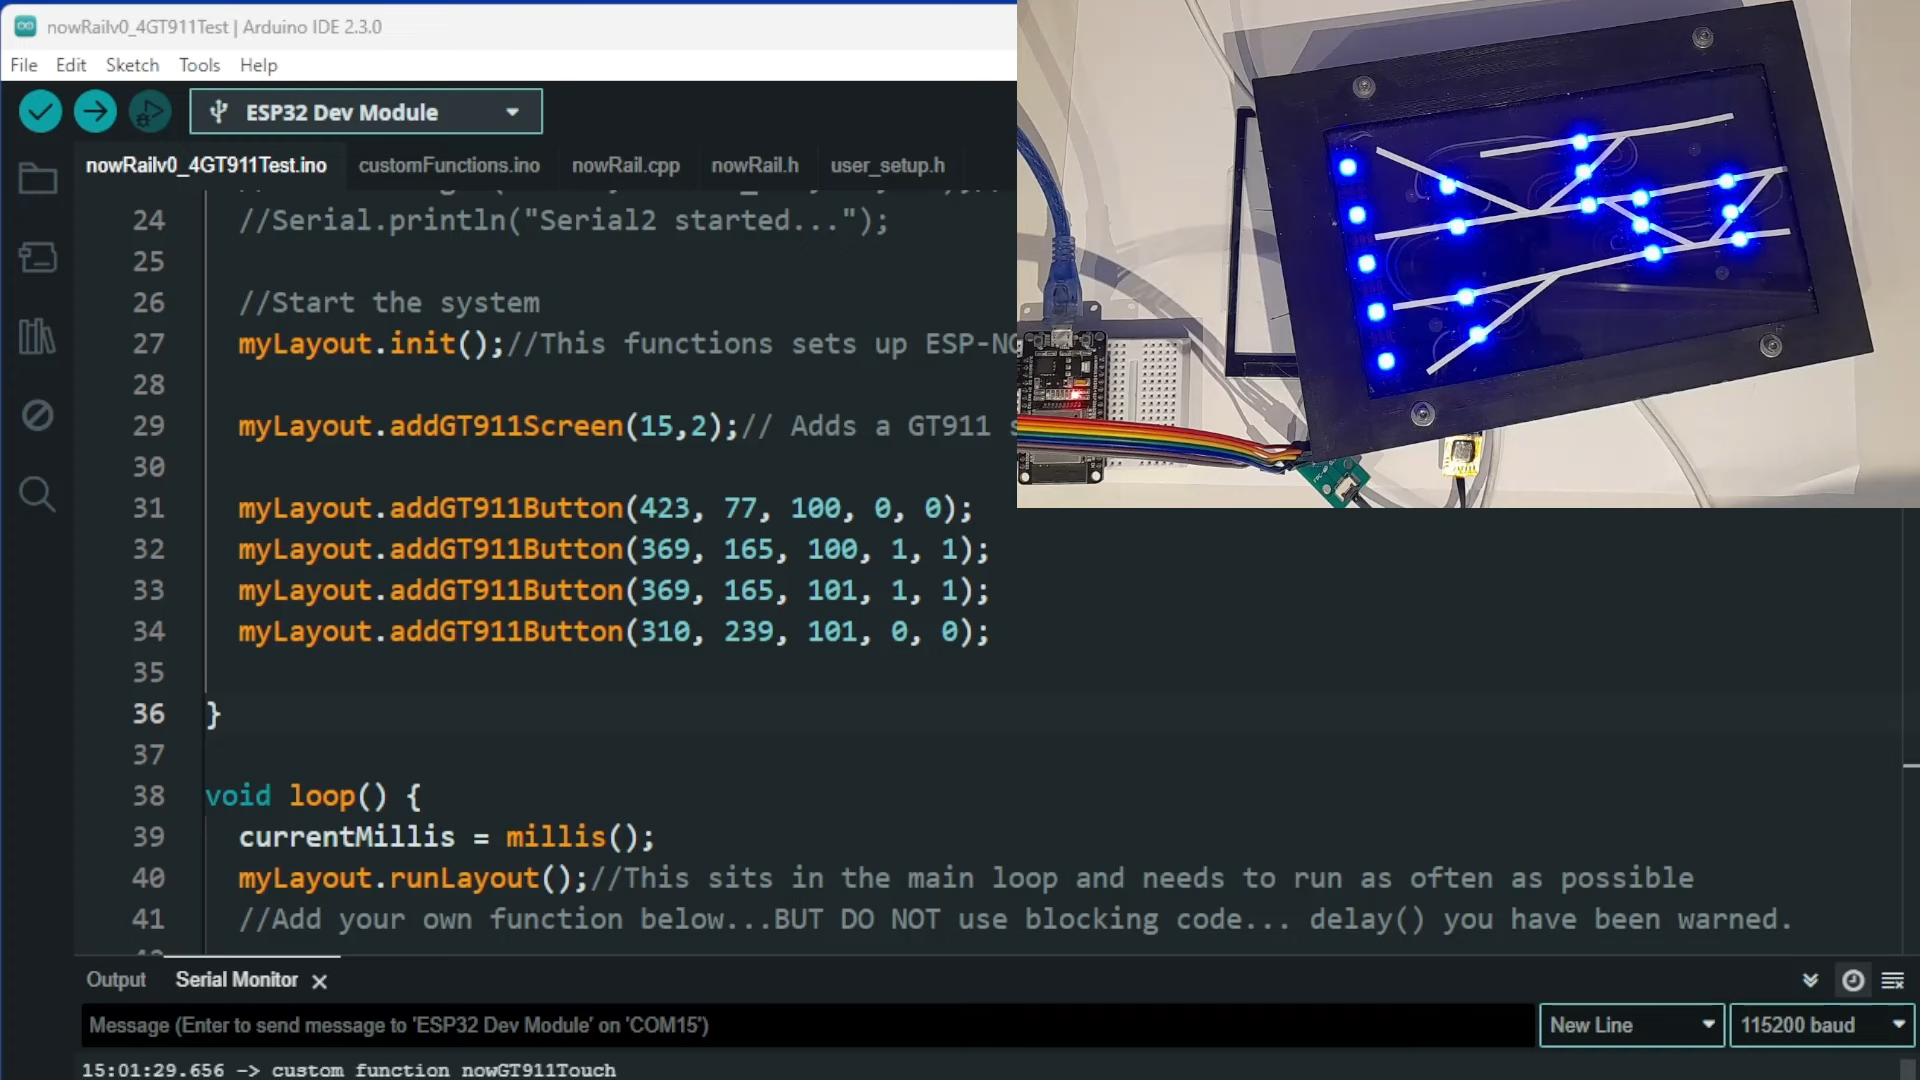 nowRailv0_4GT911Test | Arduino IDE 2.3.0
File Edit Sketch Tools Help
ESP32 Dev Module
nowRailv0_4GT911Test.ino customFunctions.ino nowRail.cpp nowRail.h user_setup.h
24 //Serial.println("Serial2 started...");
25
26 //Start the system
27 myLayout.init();//This functions sets up ESP-NO
28
29 myLayout.addGT911Screen(15,2);// Adds a GT911 s
30
31 myLayout.addGT911Button(423, 77, 100, 0, 0);
32 myLayout.addGT911Button(369, 165, 100, 1, 1);
33 myLayout.addGT911Button(369, 165, 101, 1, 1);
34 myLayout.addGT911Button(310, 239, 101, 0, 0);
35
36 }
37
38 void loop() {
39 currentMillis = millis();
40 myLayout.runLayout();//This sits in the main loop and needs to run as often as possible
41 //Add your own function below...BUT DO NOT use blocking code... delay() you have been warned.
Output Serial Monitor
Message (Enter to send message to 'ESP32 Dev Module' on 'COM15') New Line 115200 baud
15:01:29.656 -> custom function nowGT911Touch